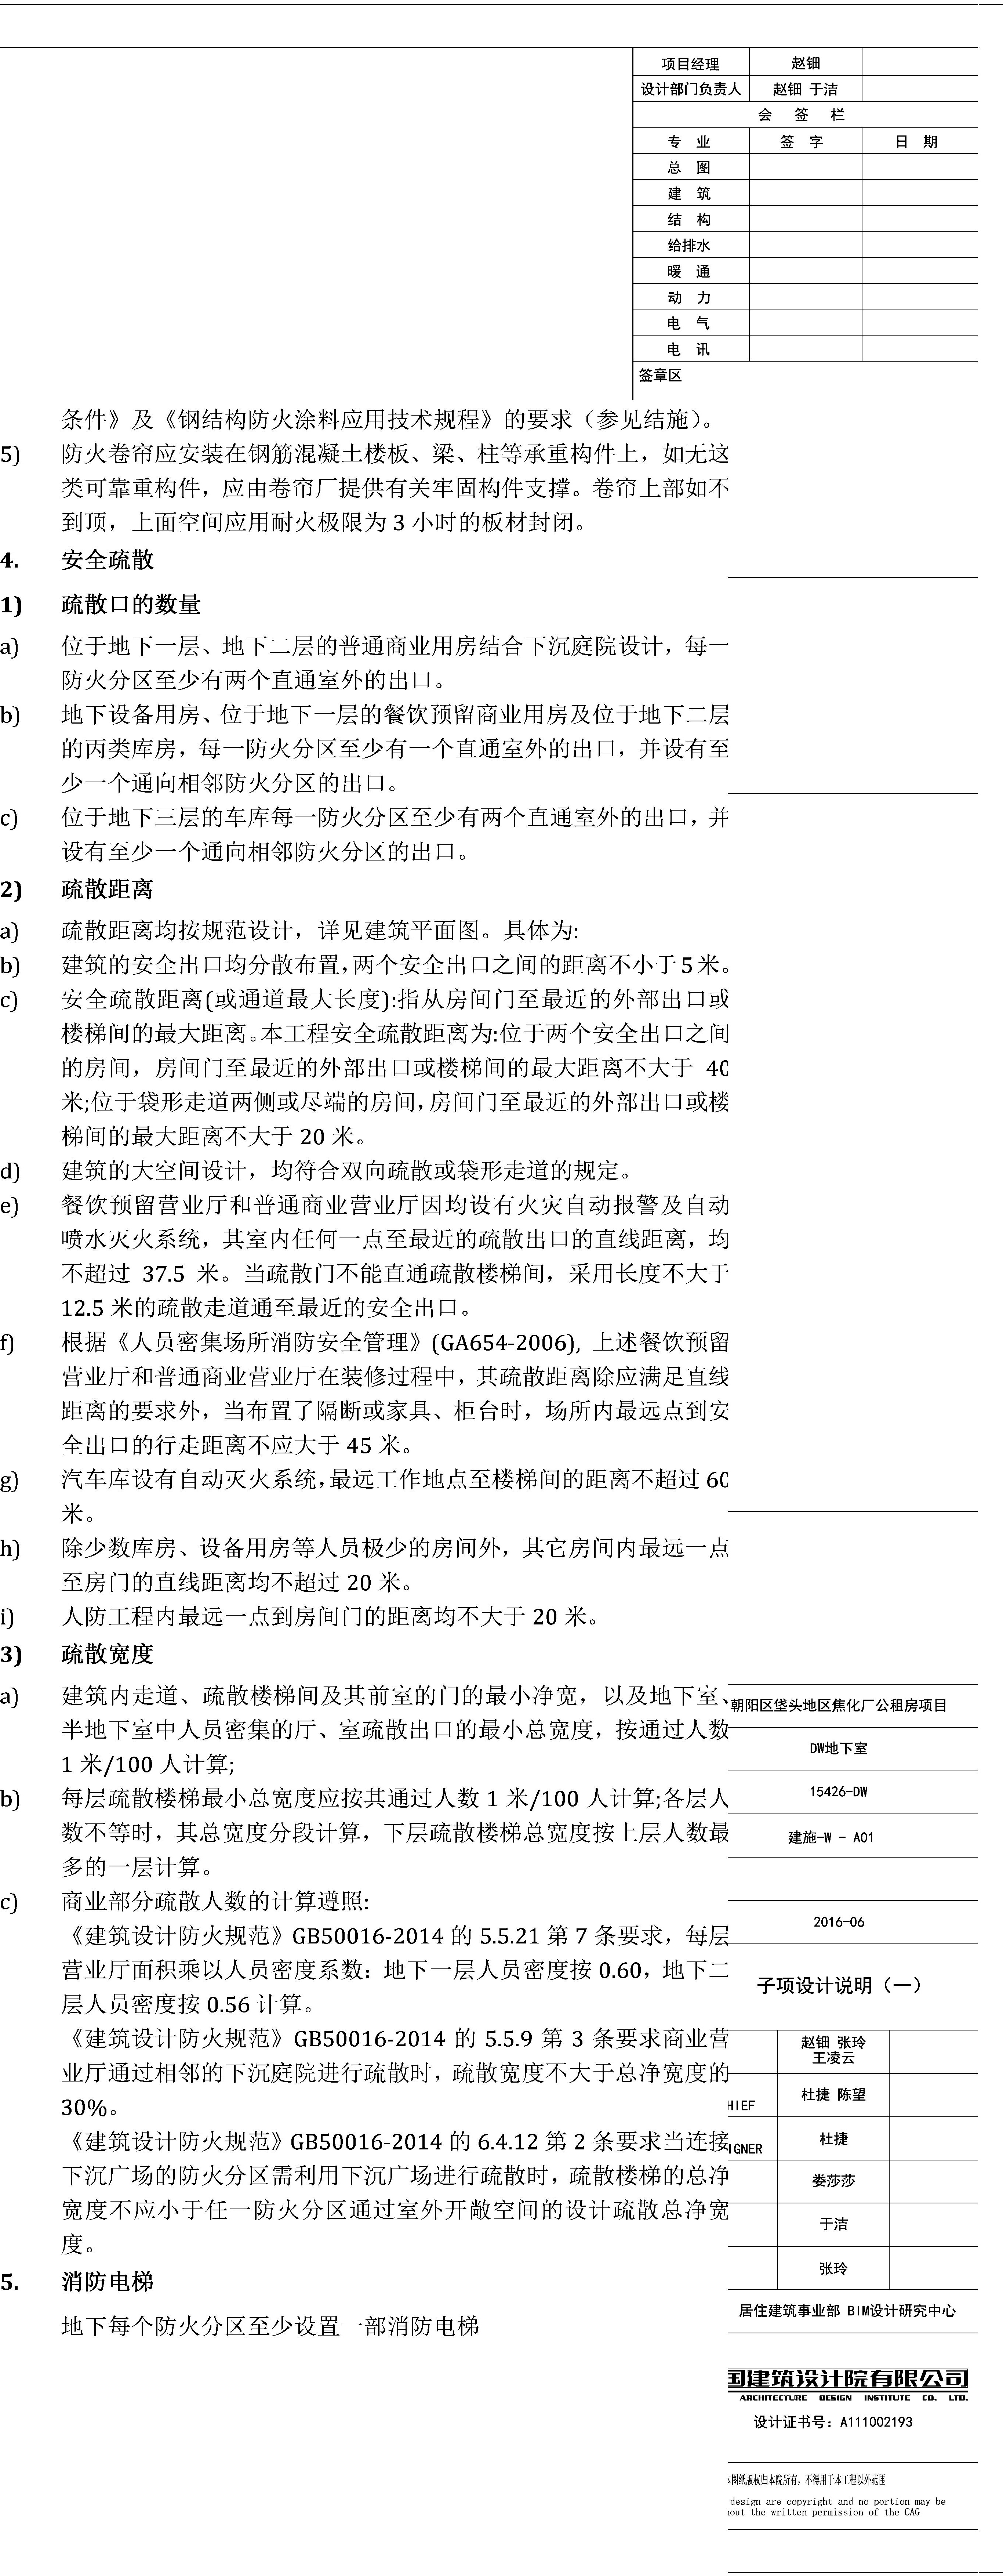 项目经理 赵钿
设计部门负责人 赵钿 于洁
会 签 栏
专 业 签 字 日 期
总 图
建 筑
结 构
给排水
暖 通
动 力
电 气
电 讯
签章区
条件》及《钢结构防火涂料应用技术规程》的要求（参见结施）。
5) 防火卷帘应安装在钢筋混凝土楼板、梁、柱等承重构件上，如无这
类可靠重构件，应由卷帘厂提供有关牢固构件支撑。卷帘上部如不
到顶，上面空间应用耐火极限为 3 小时的板材封闭。
4. 安全疏散
1) 疏散口的数量
a) 位于地下一层、地下二层的普通商业用房结合下沉庭院设计，每一
防火分区至少有两个直通室外的出口。
b) 地下设备用房、位于地下一层的餐饮预留商业用房及位于地下二层
的丙类库房，每一防火分区至少有一个直通室外的出口，并设有至
少一个通向相邻防火分区的出口。
c) 位于地下三层的车库每一防火分区至少有两个直通室外的出口，并
设有至少一个通向相邻防火分区的出口。
2) 疏散距离
a) 疏散距离均按规范设计，详见建筑平面图。具体为:
b) 建筑的安全出口均分散布置，两个安全出口之间的距离不小于 5 米。
c) 安全疏散距离(或通道最大长度):指从房间门至最近的外部出口或
楼梯间的最大距离。本工程安全疏散距离为:位于两个安全出口之间
的房间，房间门至最近的外部出口或楼梯间的最大距离不大于 40
米;位于袋形走道两侧或尽端的房间，房间门至最近的外部出口或楼
梯间的最大距离不大于 20 米。
d) 建筑的大空间设计，均符合双向疏散或袋形走道的规定。
e) 餐饮预留营业厅和普通商业营业厅因均设有火灾自动报警及自动
喷水灭火系统，其室内任何一点至最近的疏散出口的直线距离，均
不超过 37.5 米。当疏散门不能直通疏散楼梯间，采用长度不大于
12.5 米的疏散走道通至最近的安全出口。
f) 根据《人员密集场所消防安全管理》(GA654-2006)，上述餐饮预留
营业厅和普通商业营业厅在装修过程中，其疏散距离除应满足直线
距离的要求外，当布置了隔断或家具、柜台时，场所内最远点到安
全出口的行走距离不应大于 45 米。
g) 汽车库设有自动灭火系统，最远工作地点至楼梯间的距离不超过 60
米。
h) 除少数库房、设备用房等人员极少的房间外，其它房间内最远一点
至房门的直线距离均不超过 20 米。
i) 人防工程内最远一点到房间门的距离均不大于 20 米。
3) 疏散宽度
a) 建筑内走道、疏散楼梯间及其前室的门的最小净宽，以及地下室、
半地下室中人员密集的厅、室疏散出口的最小总宽度，按通过人数
1 米/100 人计算;
b) 每层疏散楼梯最小总宽度应按其通过人数 1 米/100 人计算;各层人
数不等时，其总宽度分段计算，下层疏散楼梯总宽度按上层人数最
多的一层计算。
c) 商业部分疏散人数的计算遵照:
《建筑设计防火规范》GB50016-2014 的 5.5.21 第 7 条要求，每层
营业厅面积乘以人员密度系数：地下一层人员密度按 0.60，地下二
层人员密度按 0.56 计算。
《建筑设计防火规范》GB50016-2014 的 5.5.9 第 3 条要求商业营
业厅通过相邻的下沉庭院进行疏散时，疏散宽度不大于总净宽度的
30%。
《建筑设计防火规范》GB50016-2014 的 6.4.12 第 2 条要求当连接
下沉广场的防火分区需利用下沉广场进行疏散时，疏散楼梯的总净
宽度不应小于任一防火分区通过室外开敞空间的设计疏散总净宽
度。
5. 消防电梯
地下每个防火分区至少设置一部消防电梯
朝阳区垡头地区焦化厂公租房项目
DW地下室
15426-DW
建施-W - A01
2016-06
子项设计说明（一）
赵钿 张玲
王凌云
HIEF 杜捷 陈望
IGNER 杜捷
娄莎莎
于洁
张玲
居住建筑事业部 BIM设计研究中心
国建筑设计院有限公司
ARCHITECTURE DESIGN INSTITUTE CO. LTD.
设计证书号：A111002193
本图纸版权归本院所有，不得用于本工程以外范围
design are copyright and no portion may be
hout the written permission of the CAG